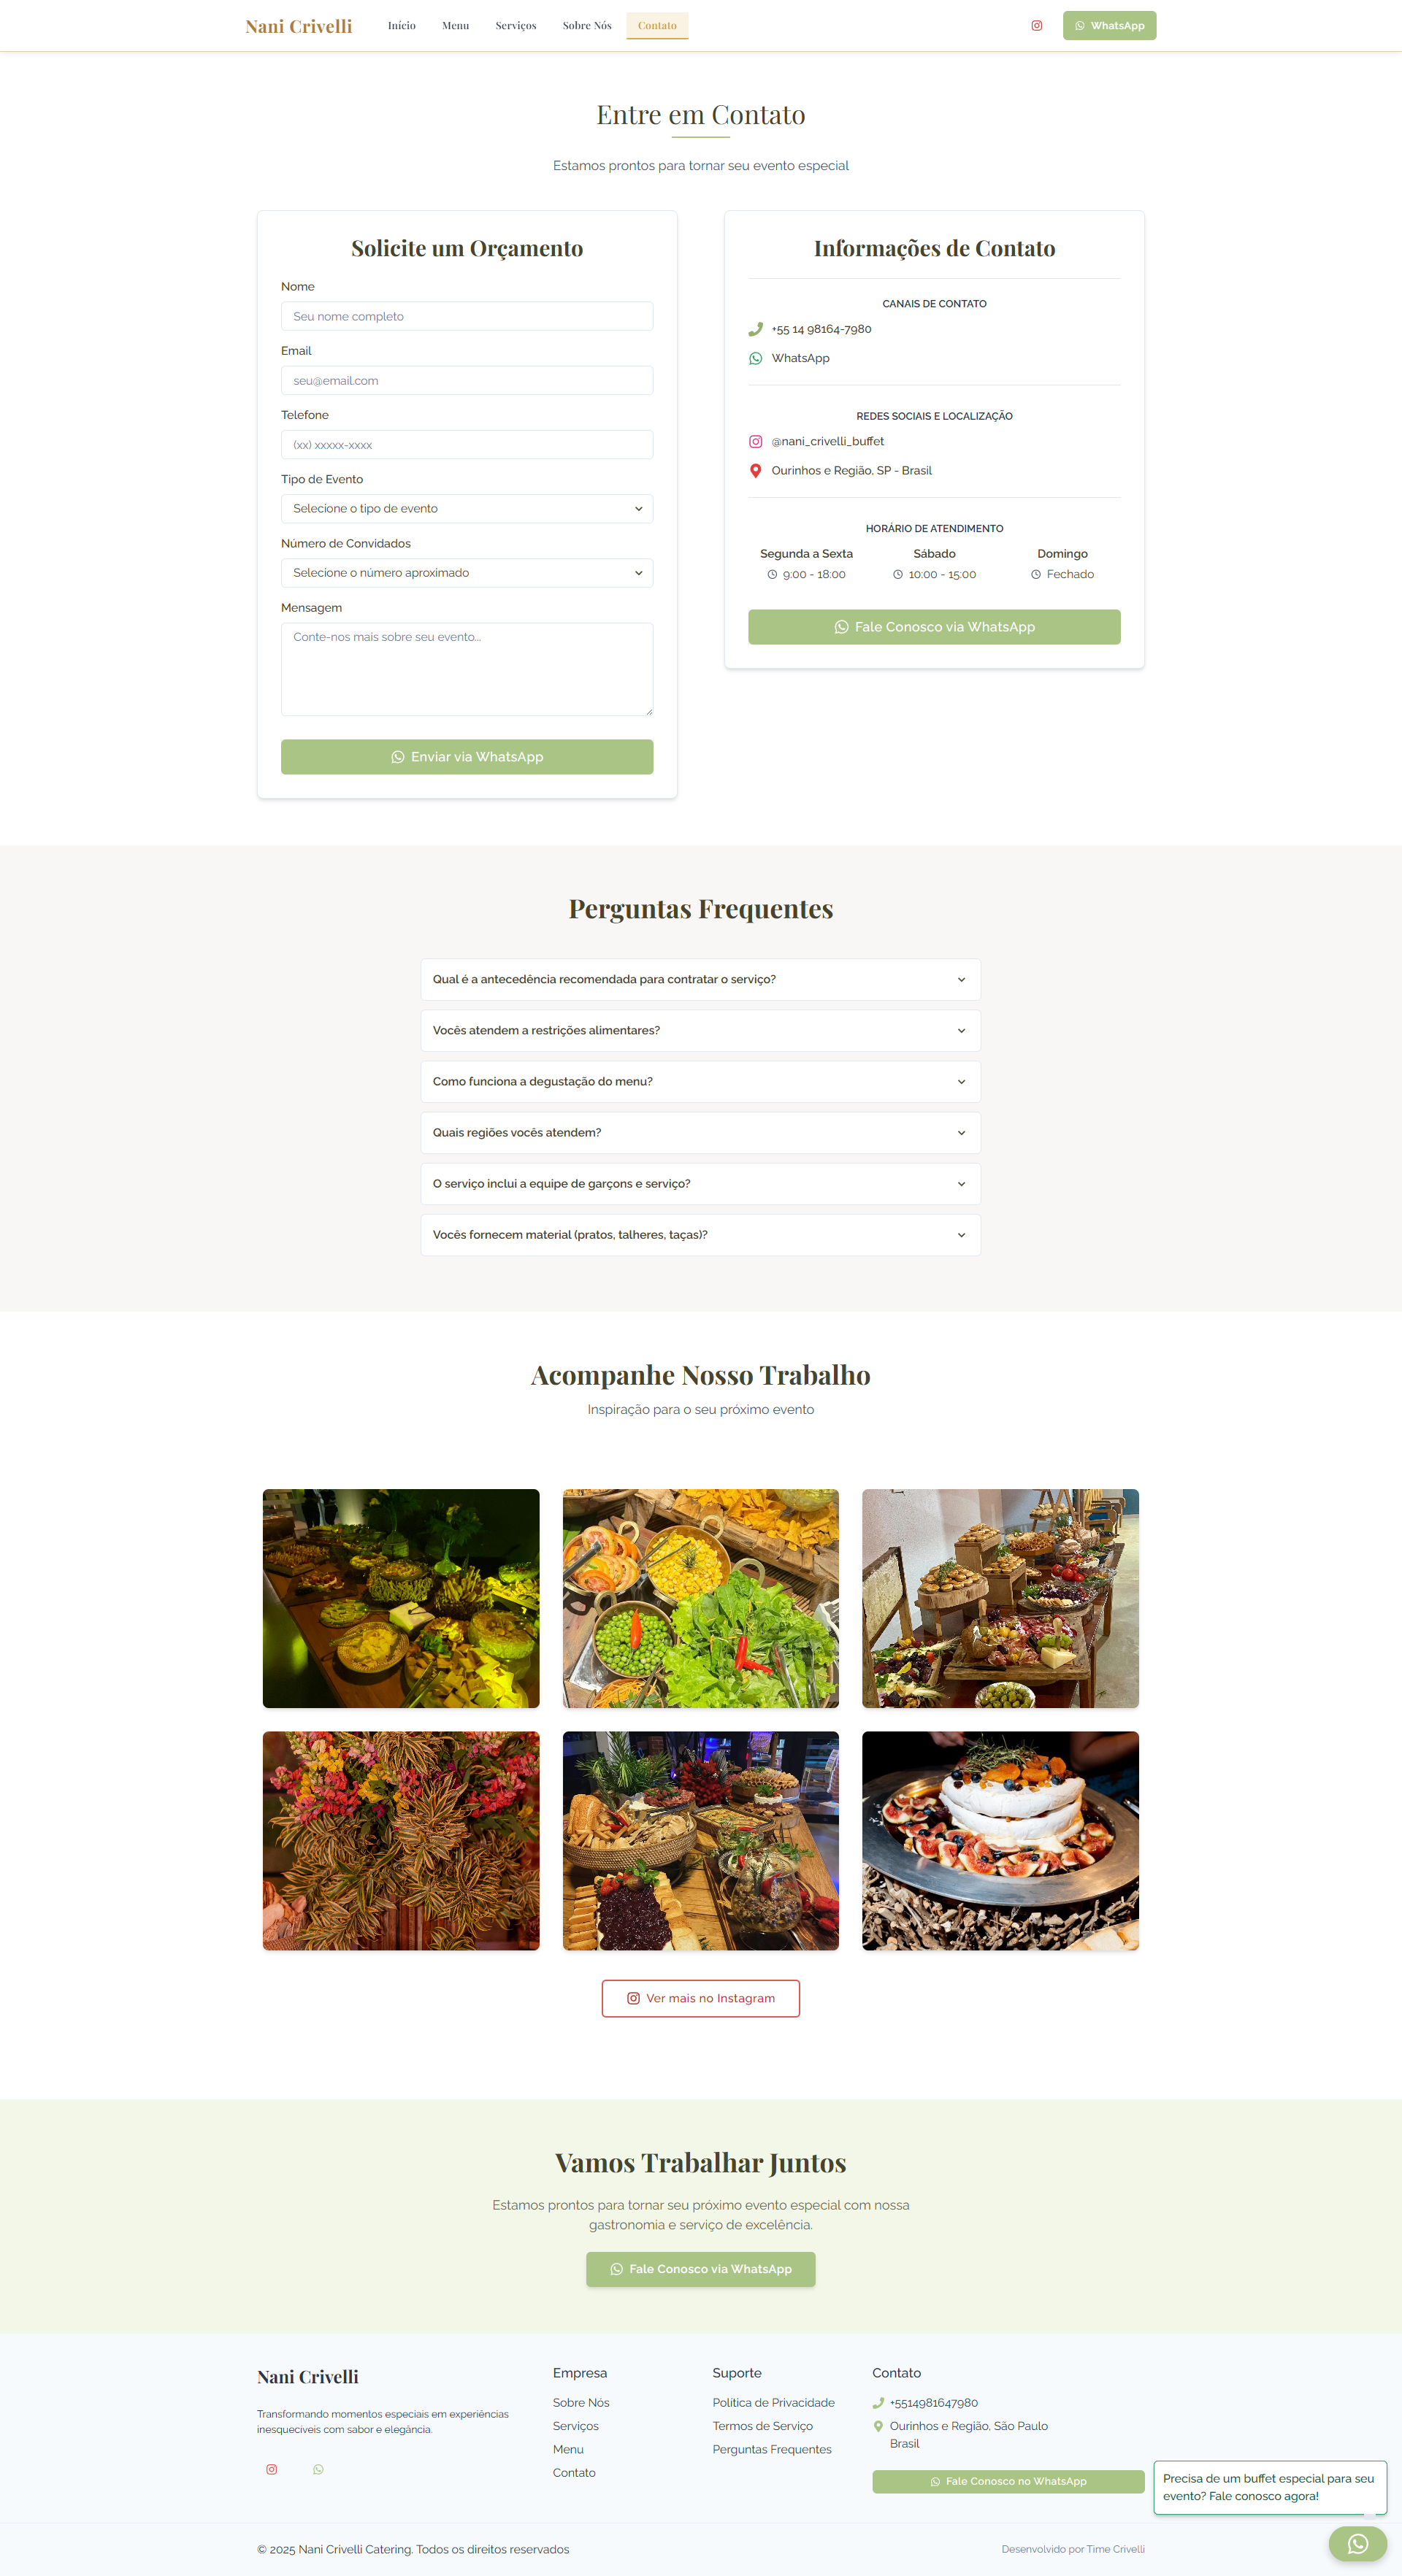 Nani Crivelli
Início
Menu
Serviços
Sobre Nós
Contato
WhatsApp
Entre em Contato
Estamos prontos para tornar seu evento especial
Solicite um Orçamento
Nome
Seu nome completo
Email
seu@email.com
Telefone
(xx) xxxxx-xxxx
Tipo de Evento
Selecione o tipo de evento
Número de Convidados
Selecione o número aproximado
Mensagem
Conte-nos mais sobre seu evento...
Enviar via WhatsApp
Informações de Contato
CANAIS DE CONTATO
+55 14 98164-7980
WhatsApp
REDES SOCIAIS E LOCALIZAÇÃO
@nani_crivelli_buffet
Ourinhos e Região, SP - Brasil
HORÁRIO DE ATENDIMENTO
Segunda a Sexta
9:00 - 18:00
Sábado
10:00 - 15:00
Domingo
Fechado
Fale Conosco via WhatsApp
Perguntas Frequentes
Qual é a antecedência recomendada para contratar o serviço?
Vocês atendem a restrições alimentares?
Como funciona a degustação do menu?
Quais regiões vocês atendem?
O serviço inclui a equipe de garçons e serviço?
Vocês fornecem material (pratos, talheres, taças)?
Acompanhe Nosso Trabalho
Inspiração para o seu próximo evento
Ver mais no Instagram
Vamos Trabalhar Juntos
Estamos prontos para tornar seu próximo evento especial com nossa
gastronomia e serviço de excelência.
Fale Conosco via WhatsApp
Nani Crivelli
Transformando momentos especiais em experiências
inesquecíveis com sabor e elegância.
Empresa
Sobre Nós
Serviços
Menu
Contato
Suporte
Política de Privacidade
Termos de Serviço
Perguntas Frequentes
Contato
+5514981647980
Ourinhos e Região, São Paulo
Brasil
Fale Conosco no WhatsApp
Precisa de um buffet especial para seu
evento? Fale conosco agora!
© 2025 Nani Crivelli Catering. Todos os direitos reservados
Desenvolvido por Time Crivelli